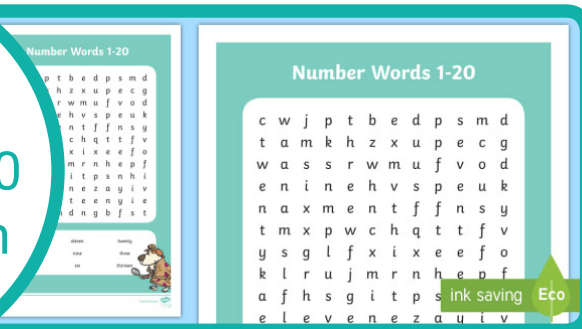 Number Words 1-20
p t b e d p s m d
h z x u p e c g
r w m u f v o d
e h v s p e u k
n t f f n s y
c h q t t f v
x i x e e f o
m r n h e p f
i t p s n h i
n e z a y i v
t e e n y i e
d n g b f s t
eleven twenty
nine three
six thirteen
Number Words 1-20
c w j p t b e d p s m d
t a m k h z x u p e c g
w a s s r w m u f v o d
e n i n e h v s p e u k
n a x m e n t f f n s y
t m x p w c h q t t f v
y s g l f x i x e e f o
k l r u j m r n h e p f
a f h s g i t p s
e l e v e n e z a y i v
ink saving Eco